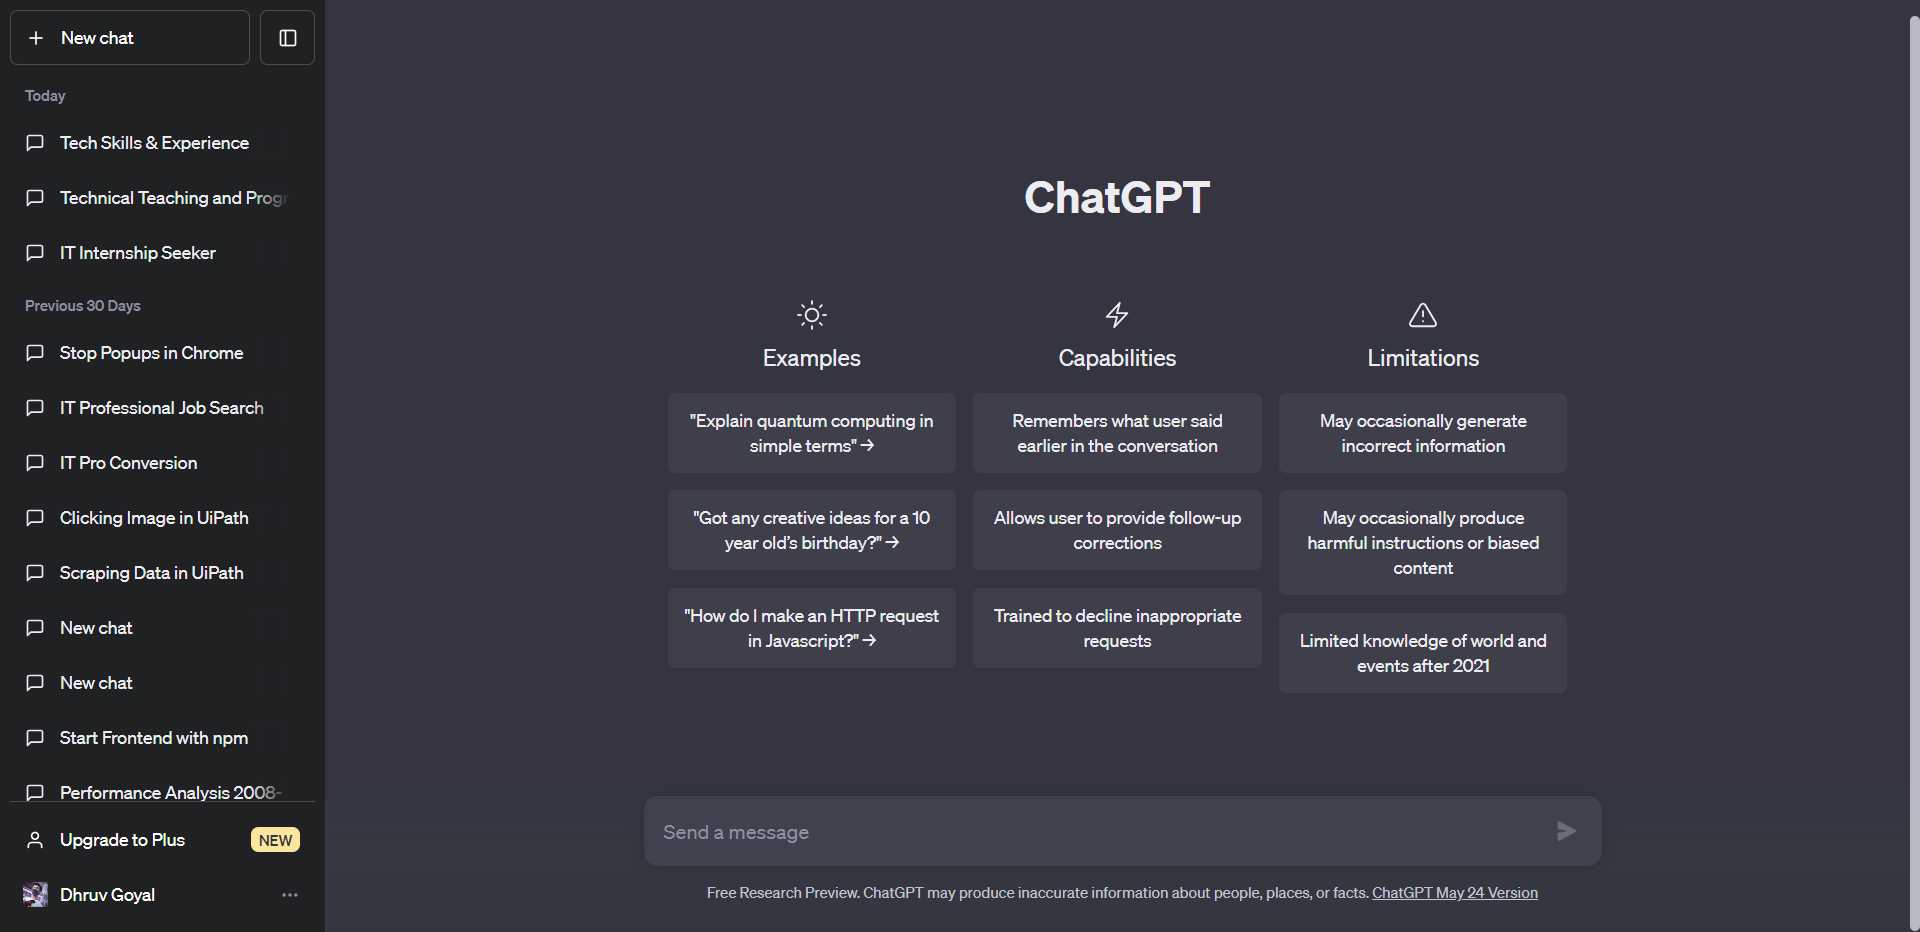 New chat
Today
Tech Skills & Experience
Technical Teaching and Progr
IT Internship Seeker
Previous 30 Days
Stop Popups in Chrome
IT Professional Job Search
IT Pro Conversion
Clicking Image in UiPath
Scraping Data in UiPath
New chat
New chat
Start Frontend with npm
Performance Analysis 2008-
Upgrade to Plus
NEW
Dhruv Goyal
ChatGPT
Examples
"Explain quantum computing in
simple terms" →
"Got any creative ideas for a 10
year old’s birthday?" →
"How do I make an HTTP request
in Javascript?" →
Capabilities
Remembers what user said
earlier in the conversation
Allows user to provide follow-up
corrections
Trained to decline inappropriate
requests
Limitations
May occasionally generate
incorrect information
May occasionally produce
harmful instructions or biased
content
Limited knowledge of world and
events after 2021
Send a message
Free Research Preview. ChatGPT may produce inaccurate information about people, places, or facts. ChatGPT May 24 Version